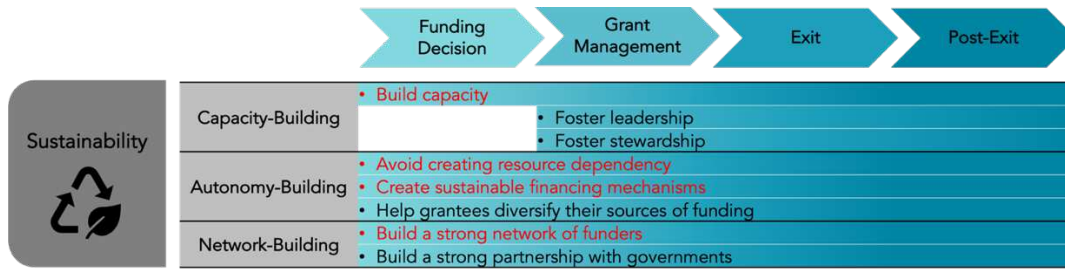 Funding
Decision
Grant
Management
Exit
Post-Exit
Sustainability
Capacity-Building
• Build capacity
• Foster leadership
• Foster stewardship
Autonomy-Building
• Avoid creating resource dependency
• Create sustainable financing mechanisms
• Help grantees diversify their sources of funding
Network-Building
• Build a strong network of funders
• Build a strong partnership with governments